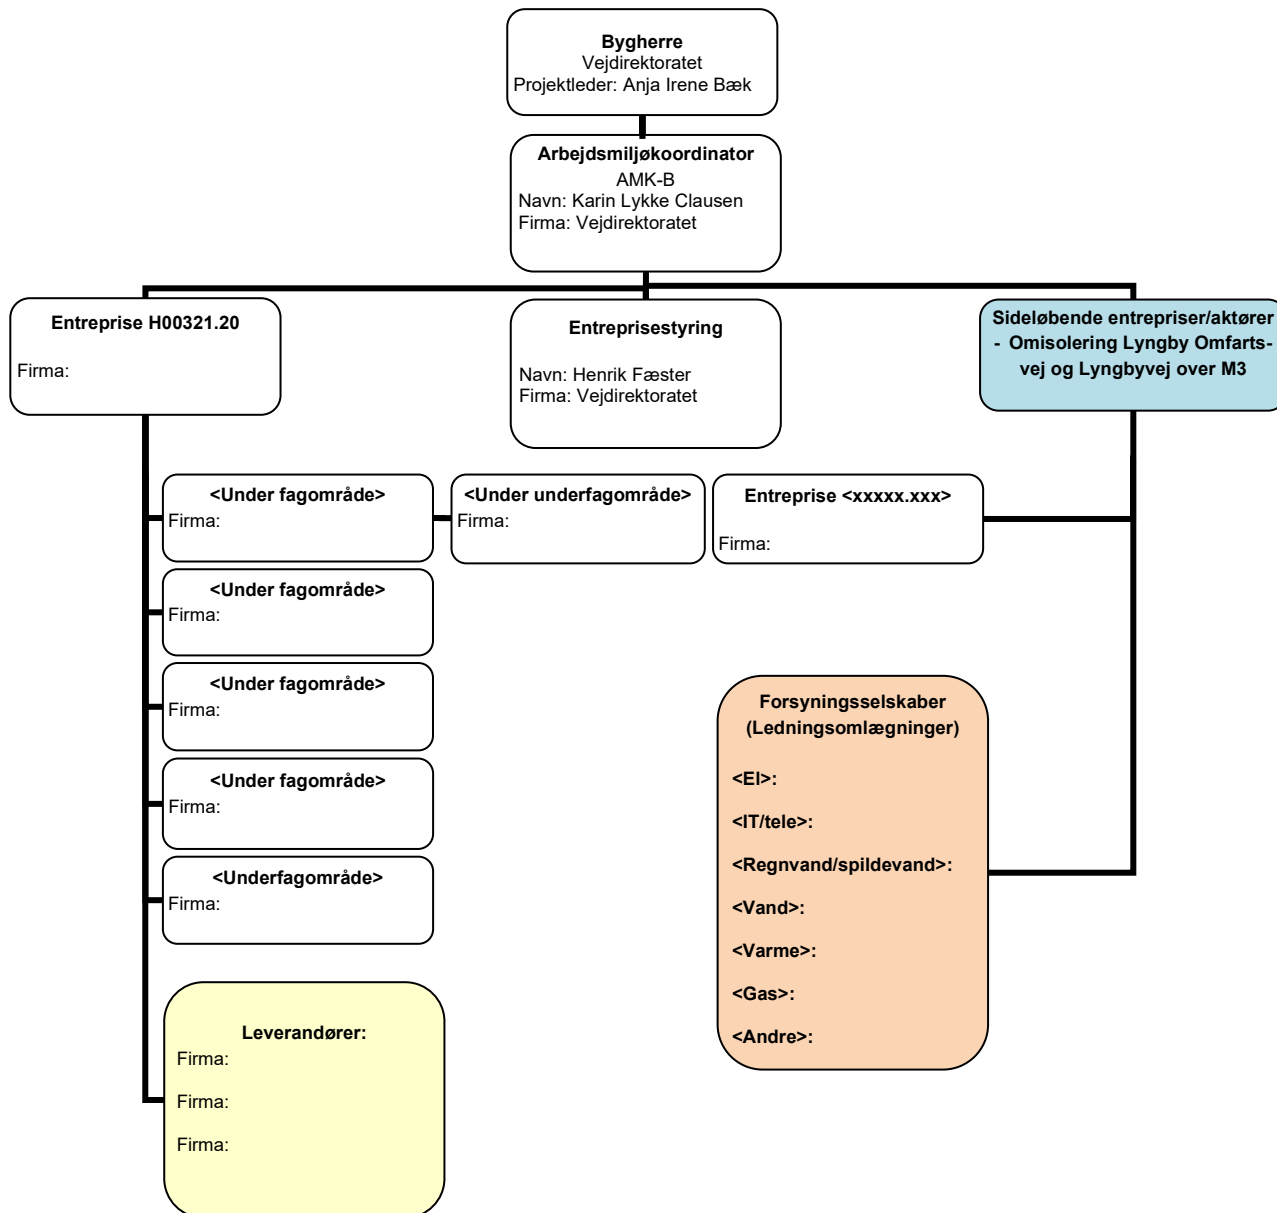 Bygherre
Vejdirektoratet
Projektleder: Anja Irene Bæk
Arbejdsmiljøkoordinator
AMK-B
Navn: Karin Lykke Clausen
Firma: Vejdirektoratet
Entreprise H00321.20
Firma:
Entreprisestyring
Navn: Henrik Fæster
Firma: Vejdirektoratet
Sideløbende entrepriser/aktører
- Omisolering Lyngby Omfarts-
vej og Lyngbyvej over M3
<Under fagområde>
Firma:
<Under underfagområde>
Firma:
Entreprise <xxxxx.xxx>
Firma:
<Under fagområde>
Firma:
<Under fagområde>
Firma:
<Under fagområde>
Firma:
<Underfagområde>
Firma:
Forsyningsselskaber
(Ledningsomlægninger)
<El>:
<IT/tele>:
<Regnvand/spildevand>:
<Vand>:
<Varme>:
<Gas>:
<Andre>:
Leverandører:
Firma:
Firma:
Firma: